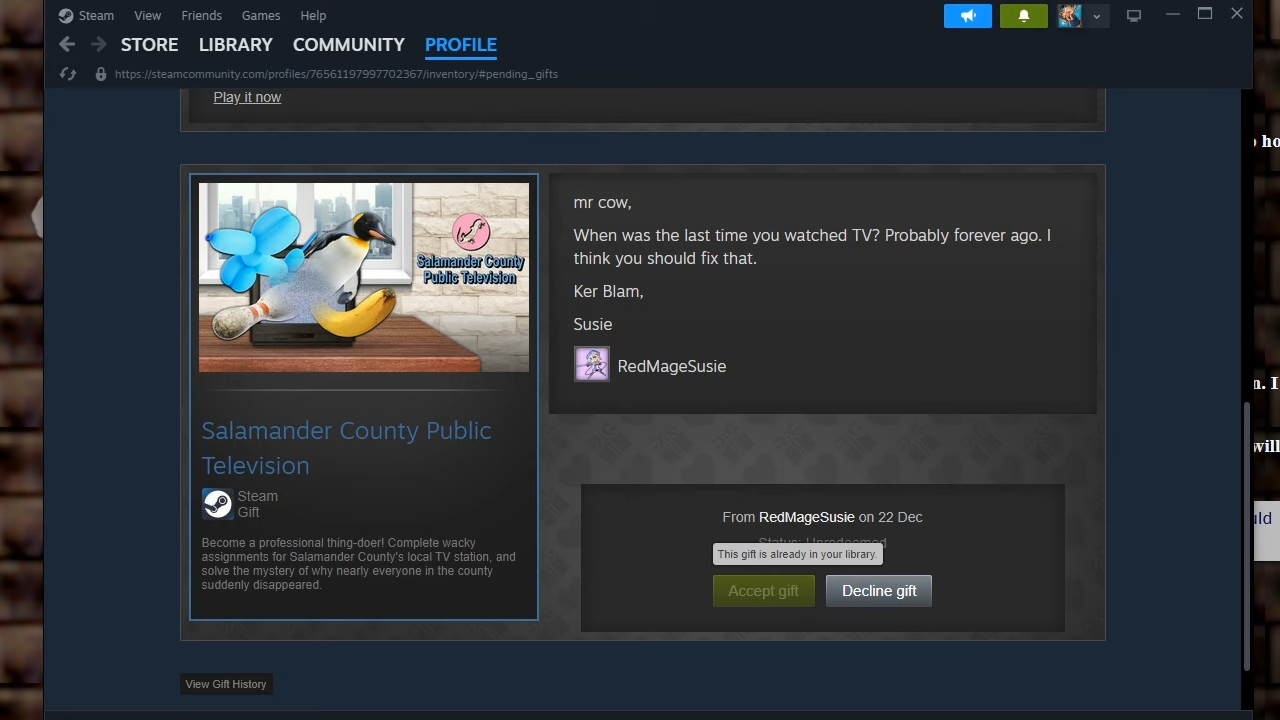 Steam View Friends Games Help
STORE LIBRARY COMMUNITY PROFILE
https://steamcommunity.com/profiles/76561197997702367/inventory/#pending_gifts
Play it now
Salamander County
Public Television
Salamander County Public
Television
Steam
Gift
Become a professional thing-doer! Complete wacky
assignments for Salamander County's local TV station, and
solve the mystery of why nearly everyone in the county
suddenly disappeared.
mr cow,
When was the last time you watched TV? Probably forever ago. I
think you should fix that.
Ker Blam,
Susie
RedMageSusie
From RedMageSusie on 22 Dec
Status: Unredeemed
This gift is already in your library.
Accept gift Decline gift
View Gift History